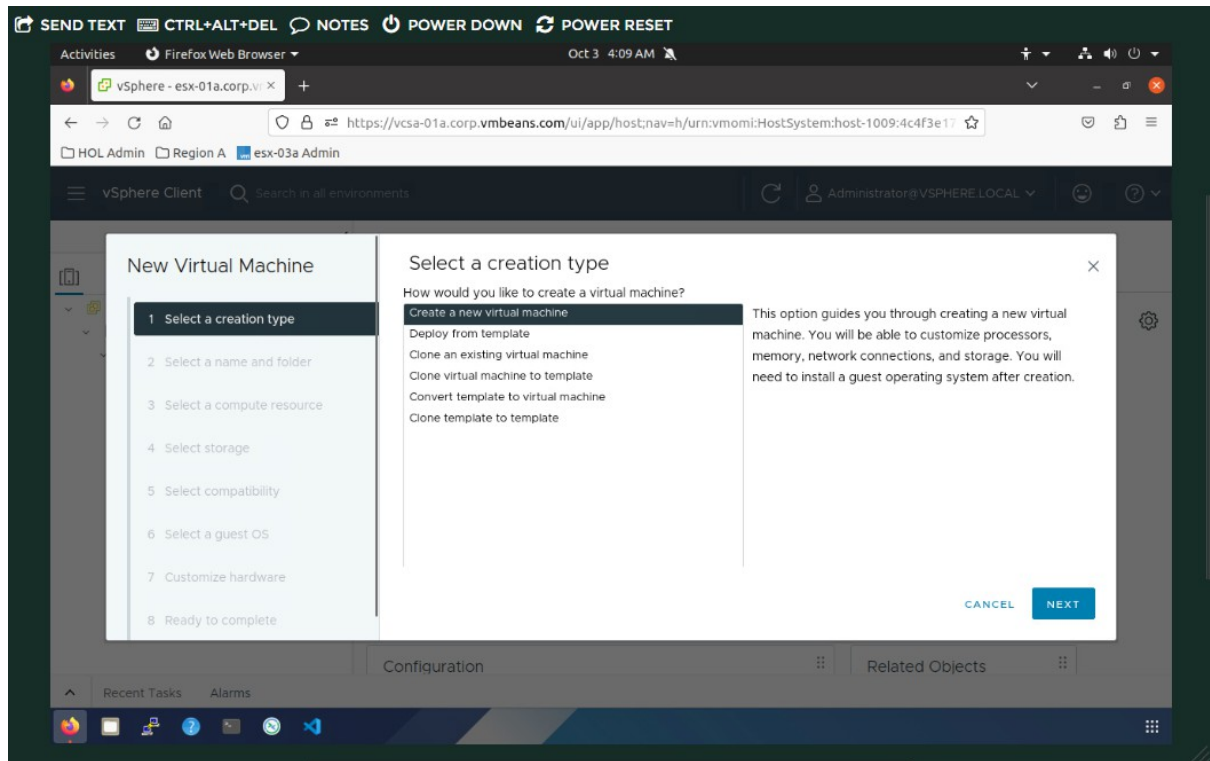 SEND TEXT CTRL+ALT+DEL NOTES POWER DOWN POWER RESET
Activities Firefox Web Browser Oct 3 4:09 AM
vSphere - esx-01a.corp.v
https://vcsa-01a.corp.vmbeans.com/ui/app/host;nav=h/urn:vmomi:HostSystem:host-1009:4c4f3e17
HOL Admin Region A vm esx-03a Admin
vSphere Client Search in all environments Administrator@VSPHERE.LOCAL
New Virtual Machine
1 Select a creation type
2 Select a name and folder
3 Select a compute resource
4 Select storage
5 Select compatibility
6 Select a guest OS
7 Customize hardware
8 Ready to complete
Select a creation type
How would you like to create a virtual machine?
Create a new virtual machine
Deploy from template
Clone an existing virtual machine
Clone virtual machine to template
Convert template to virtual machine
Clone template to template
This option guides you through creating a new virtual
machine. You will be able to customize processors,
memory, network connections, and storage. You will
need to install a guest operating system after creation.
CANCEL NEXT
Configuration Related Objects
Recent Tasks Alarms